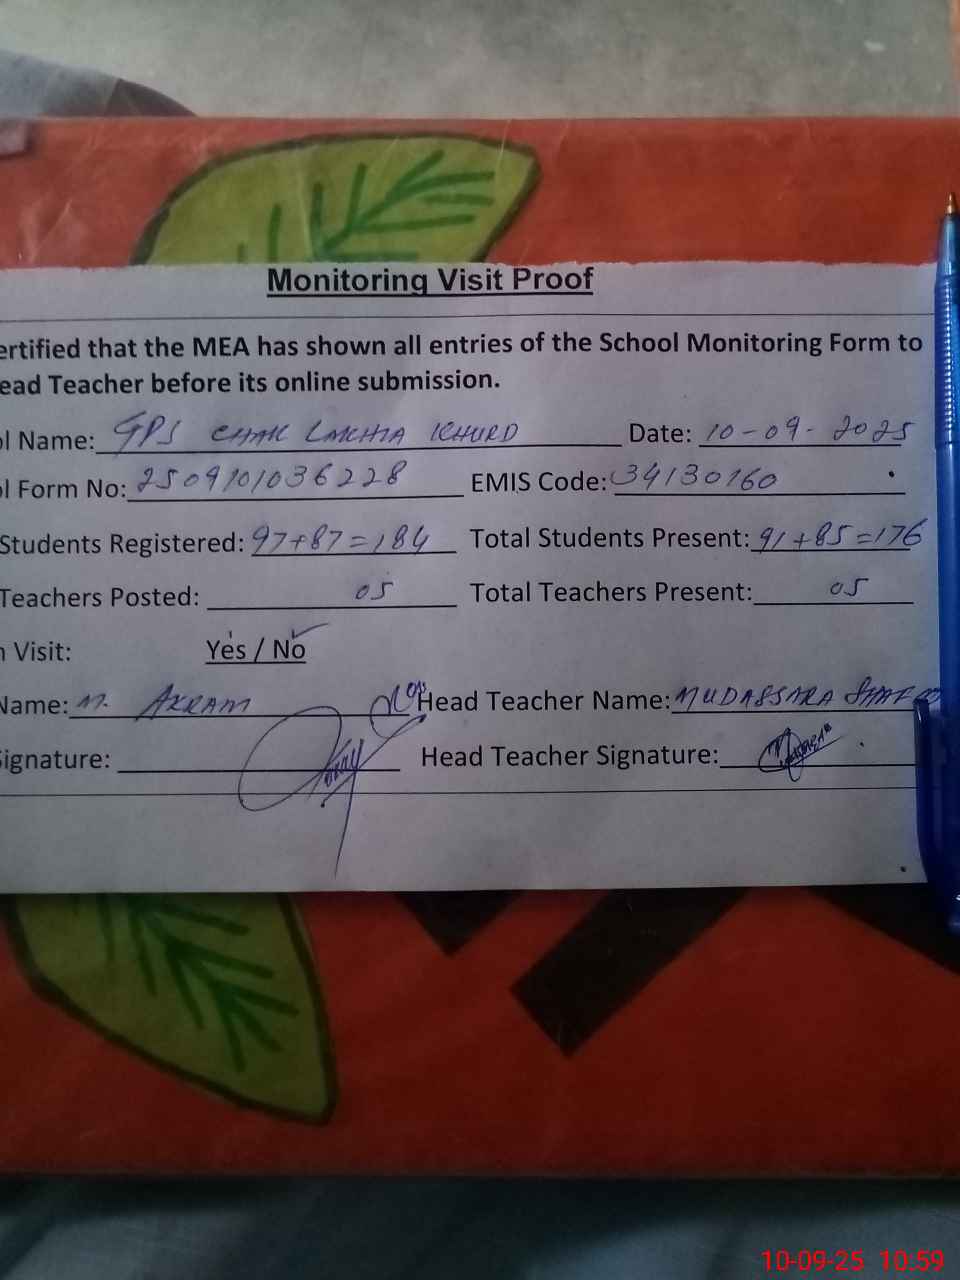 Monitoring Visit Proof
ertified that the MEA has shown all entries of the School Monitoring Form to
ead Teacher before its online submission.
ol Name: GPS CHAK LAKHIA KHURD Date: 10-09-2025
ol Form No: 2509101036228 EMIS Code: 34130160
Students Registered: 97+87=184 Total Students Present: 91+85=176
Teachers Posted: 05 Total Teachers Present: 05
n Visit: Yes / No
Name: M. AKRAM Head Teacher Name: MUDASSARA
ignature: Head Teacher Signature:
10-09-25 10:59